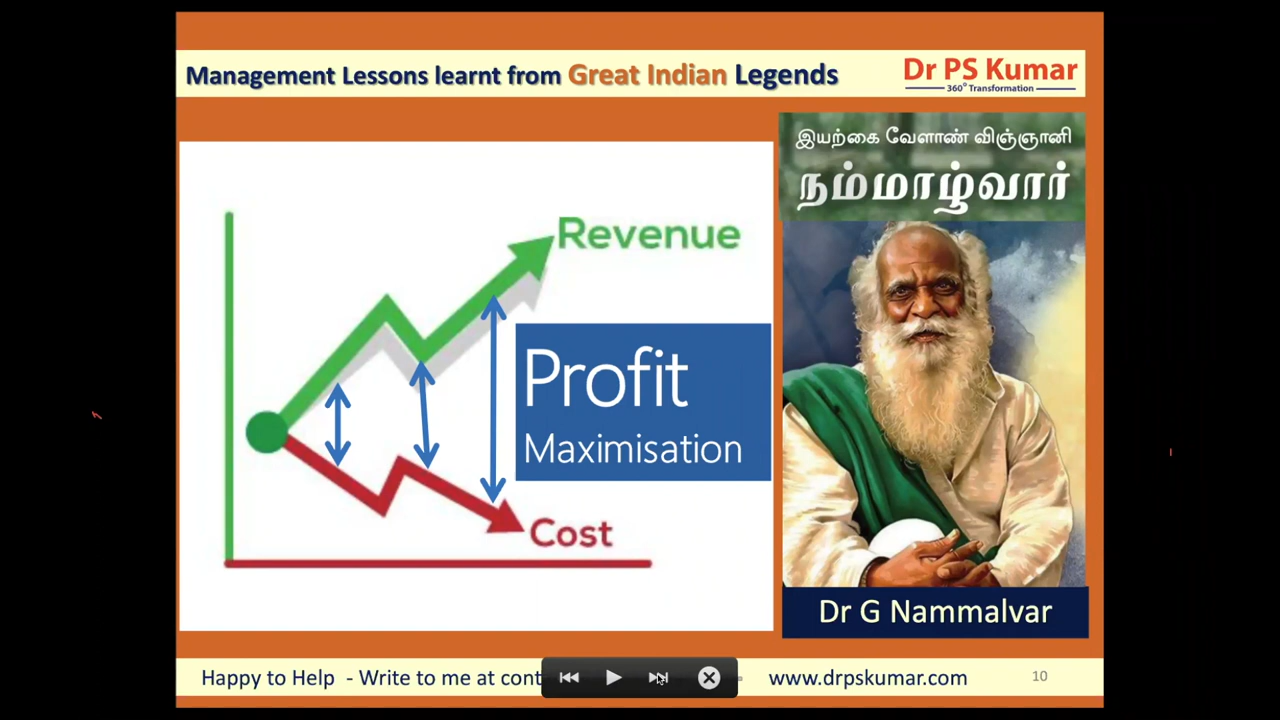 Management Lessons learnt from Great Indian Legends
Dr PS Kumar
360° Transformation
இயற்கை வேளாண் விஞ்ஞானி
நம்மாழ்வார்
Revenue
Profit
Maximisation
Cost
Dr G Nammalvar
Happy to Help - Write to me at
www.drpskumar.com
10